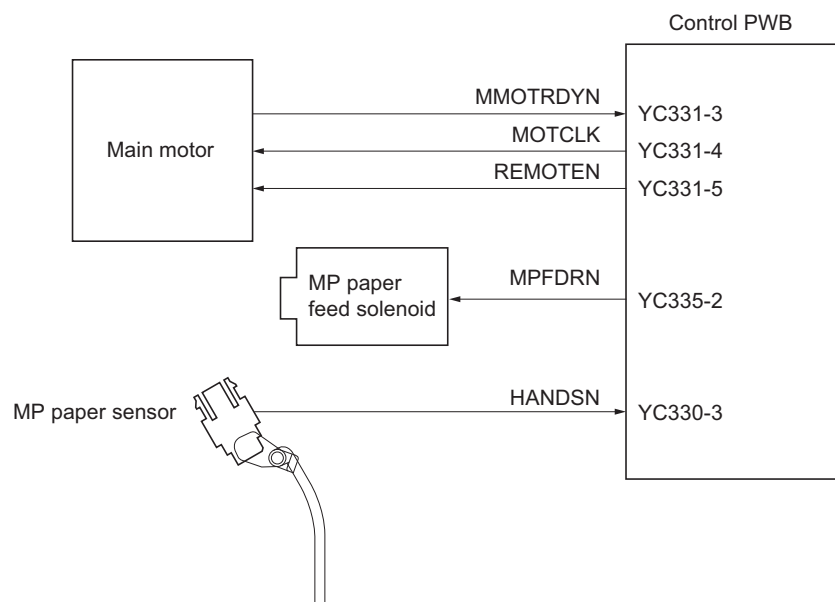 Control PWB
MMOTRDYN
YC331-3
Main motor
MOTCLK
YC331-4
REMOTEN
YC331-5
MP paper
feed solenoid
MPFDRN
YC335-2
MP paper sensor
HANDSN
YC330-3